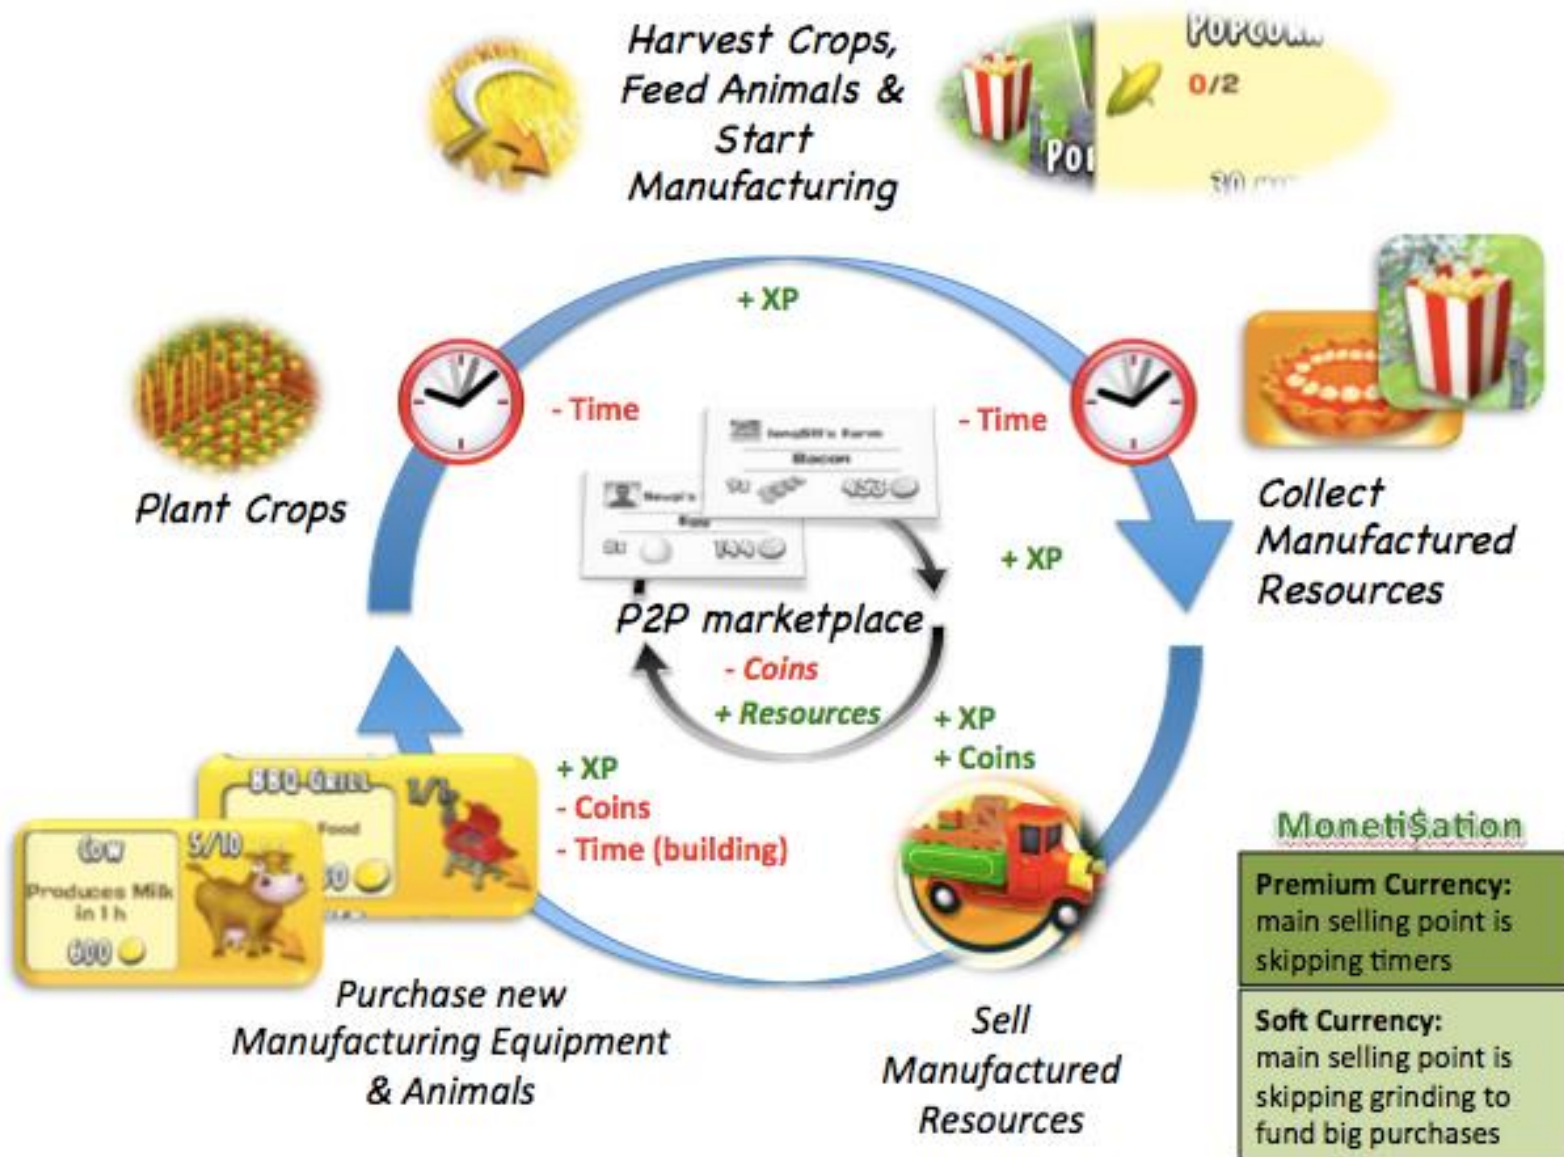 Harvest Crops,
Feed Animals &
Start
Manufacturing
POPCORN
0/2
+ XP
- Time
- Time
Plant Crops
Collect
Manufactured
Resources
Bacon
+ XP
P2P marketplace
- Coins
+ Resources
+ XP
+ Coins
+ XP
- Coins
- Time (building)
BBQ GRILL
Food
Cow
5/10
Produces Milk
in 1 h
600
Purchase new
Manufacturing Equipment
& Animals
Sell
Manufactured
Resources
Moneti$ation
Premium Currency:
main selling point is
skipping timers
Soft Currency:
main selling point is
skipping grinding to
fund big purchases